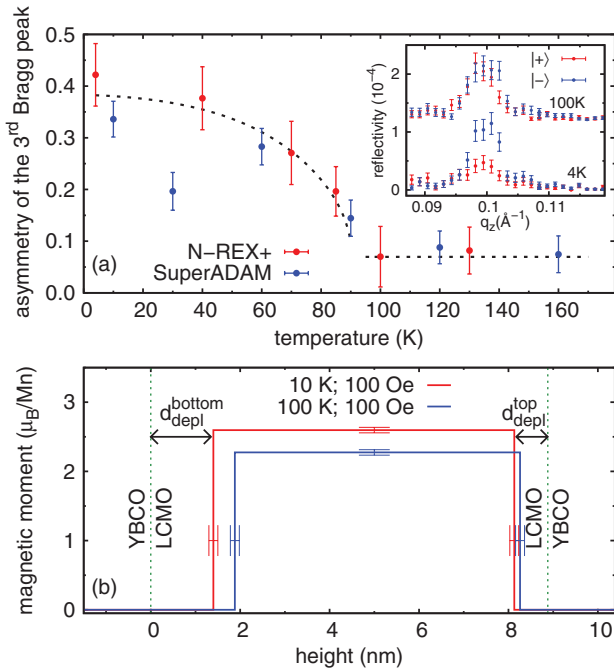 asymmetry of the 3rd Bragg peak
0.5
0.4
0.3
0.2
0.1
0.0
0 20 40 60 80 100 120 140 160
temperature (K)
(a)
N-REX+
SuperADAM
reflectivity (10-4)
2
1
0
0.09 0.1 0.11
qz(Å-1)
|+⟩
|−⟩
100K
4K
magnetic moment (μB/Mn)
3
2
1
0
0 2 4 6 8 10
height (nm)
(b)
10 K; 100 Oe
100 K; 100 Oe
dbottomdepl
dtopdepl
YBCO
LCMO
LCMO
YBCO